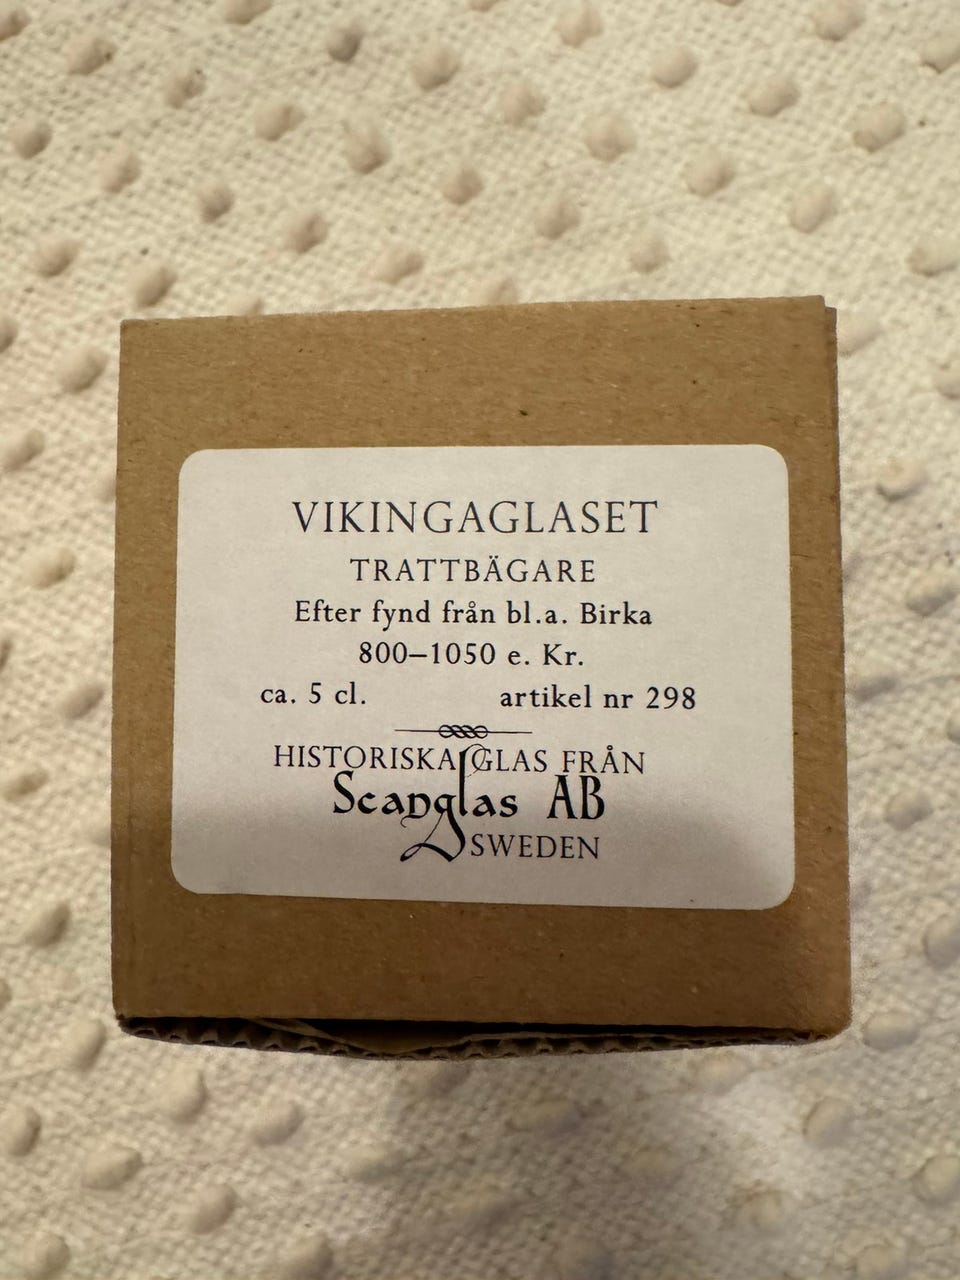 VIKINGAGLASET
TRATTBÄGARE
Efter fynd från bl.a. Birka
800–1050 e. Kr.
ca. 5 cl. artikel nr 298
HISTORISKA GLAS FRÅN
Scanglas AB
SWEDEN